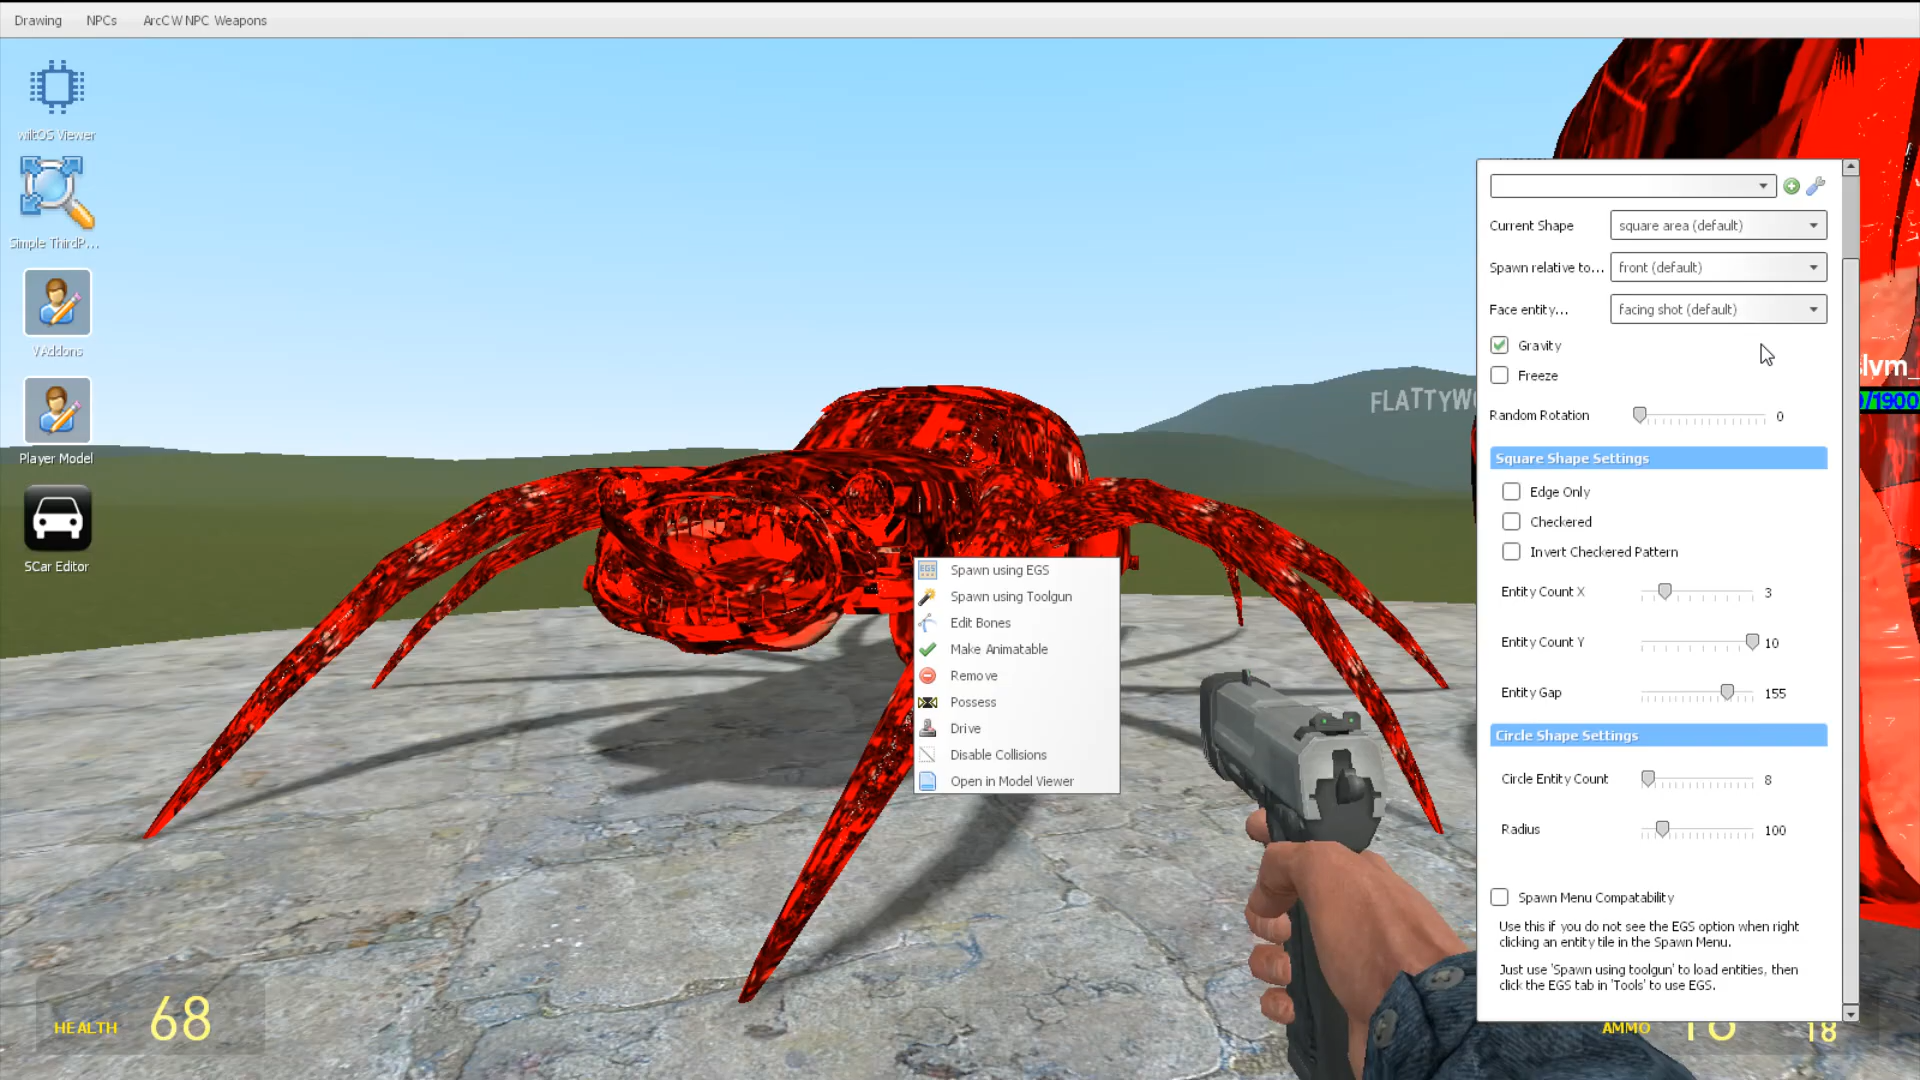 Drawing NPCs ArcCW NPC Weapons
wiltOS Viewer
Simple ThirdP...
VAddons
Player Model
SCar Editor
FLATTYW
Spawn using EGS
Spawn using Toolgun
Edit Bones
Make Animatable
Remove
Possess
Drive
Disable Collisions
Open in Model Viewer
Current Shape square area (default)
Spawn relative to... front (default)
Face entity... facing shot (default)
Gravity
Freeze
Random Rotation 0
Square Shape Settings
Edge Only
Checkered
Invert Checkered Pattern
Entity Count X 3
Entity Count Y 10
Entity Gap 155
Circle Shape Settings
Circle Entity Count 8
Radius 100
Spawn Menu Compatability
Use this if you do not see the EGS option when right
clicking an entity tile in the Spawn Menu.
Just use 'Spawn using toolgun' to load entities, then
click the EGS tab in 'Tools' to use EGS.
lvm_
/1900
HEALTH 68
AMMO 18 18